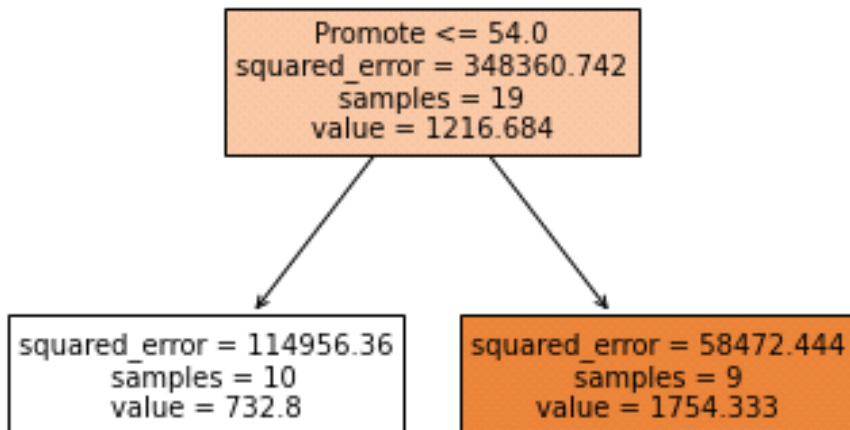 Promote <= 54.0
squared_error = 348360.742
samples = 19
value = 1216.684
squared_error = 114956.36
samples = 10
value = 732.8
squared_error = 58472.444
samples = 9
value = 1754.333